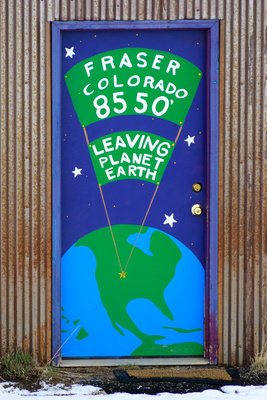 FRASER
COLORADO
8550'
LEAVING
PLANET
EARTH